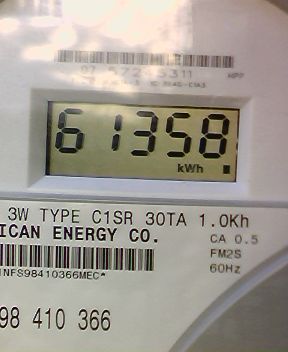 61358
kWh
3W TYPE C1SR 30TA 1.0Kh
ICAN ENERGY CO.
CA 0.5
FM2S
60Hz
NFS98410366MEC*
98 410 366